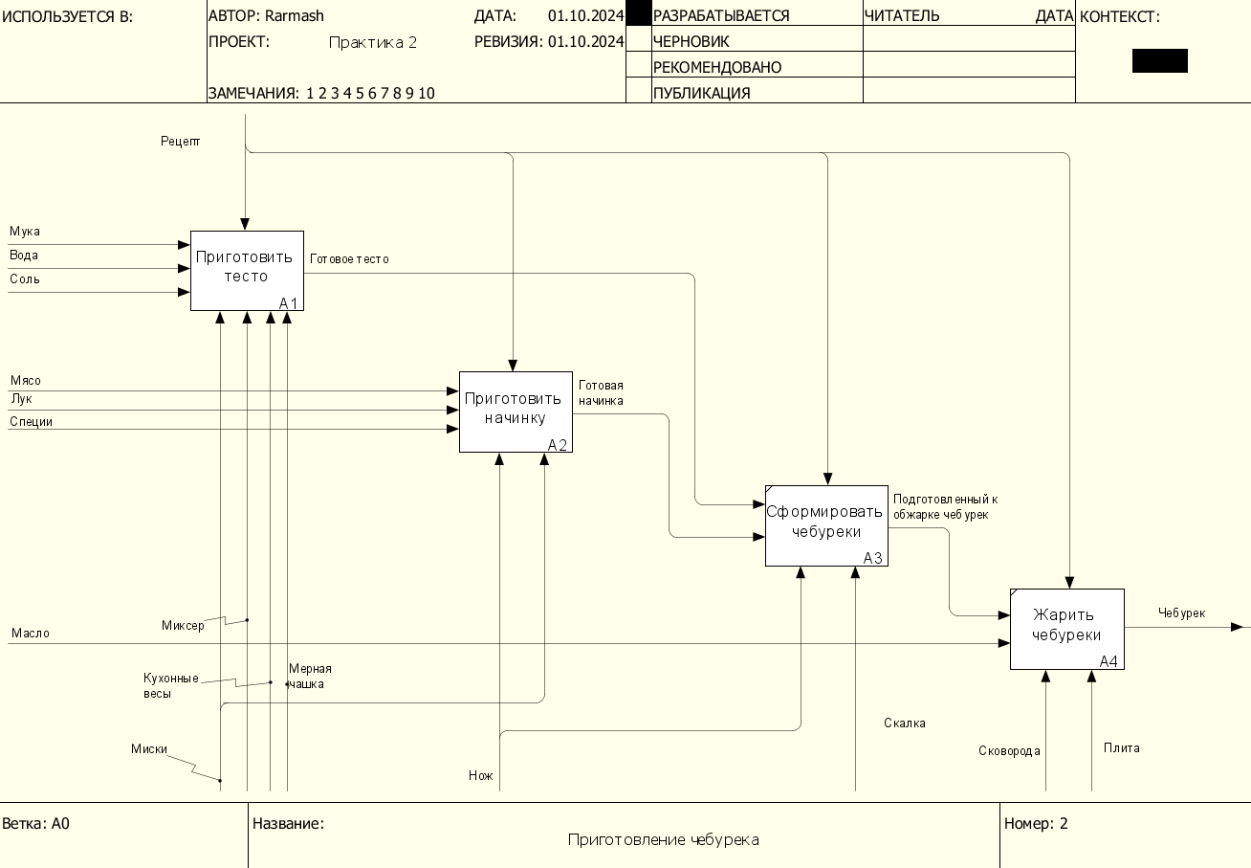 ИСПОЛЬЗУЕТСЯ В:
АВТОР: Rarmash
ДАТА: 01.10.2024
РАЗРАБАТЫВАЕТСЯ
ЧИТАТЕЛЬ
ДАТА
КОНТЕКСТ:
ПРОЕКТ: Практика 2
РЕВИЗИЯ: 01.10.2024
ЧЕРНОВИК
РЕКОМЕНДОВАНО
ЗАМЕЧАНИЯ: 1 2 3 4 5 6 7 8 9 10
ПУБЛИКАЦИЯ
Рецепт
Мука
Вода
Соль
Приготовить
тесто
A1
Готовое тесто
Мясо
Лук
Специи
Приготовить
начинку
A2
Готовая
начинка
Сформировать
чебуреки
A3
Подготовленный к
обжарке чебурек
Жарить
чебуреки
A4
Чебурек
Миксер
Масло
Кухонные
весы
Мерная
чашка
Миски
Нож
Скалка
Сковорода
Плита
Ветка: A0
Название:
Приготовление чебурека
Номер: 2